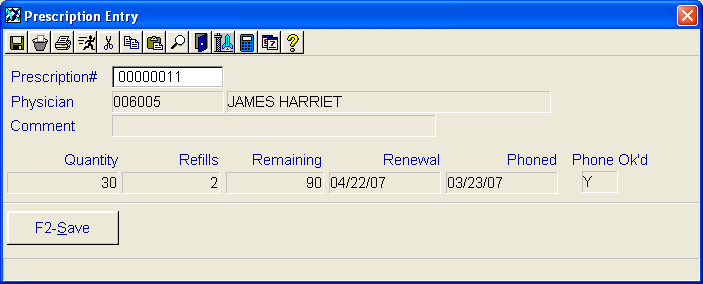 Prescription Entry
Prescription# 00000011
Physician 006005 JAMES HARRIET
Comment
Quantity Refills Remaining Renewal Phoned Phone Ok'd
30 2 90 04/22/07 03/23/07 Y
F2-Save